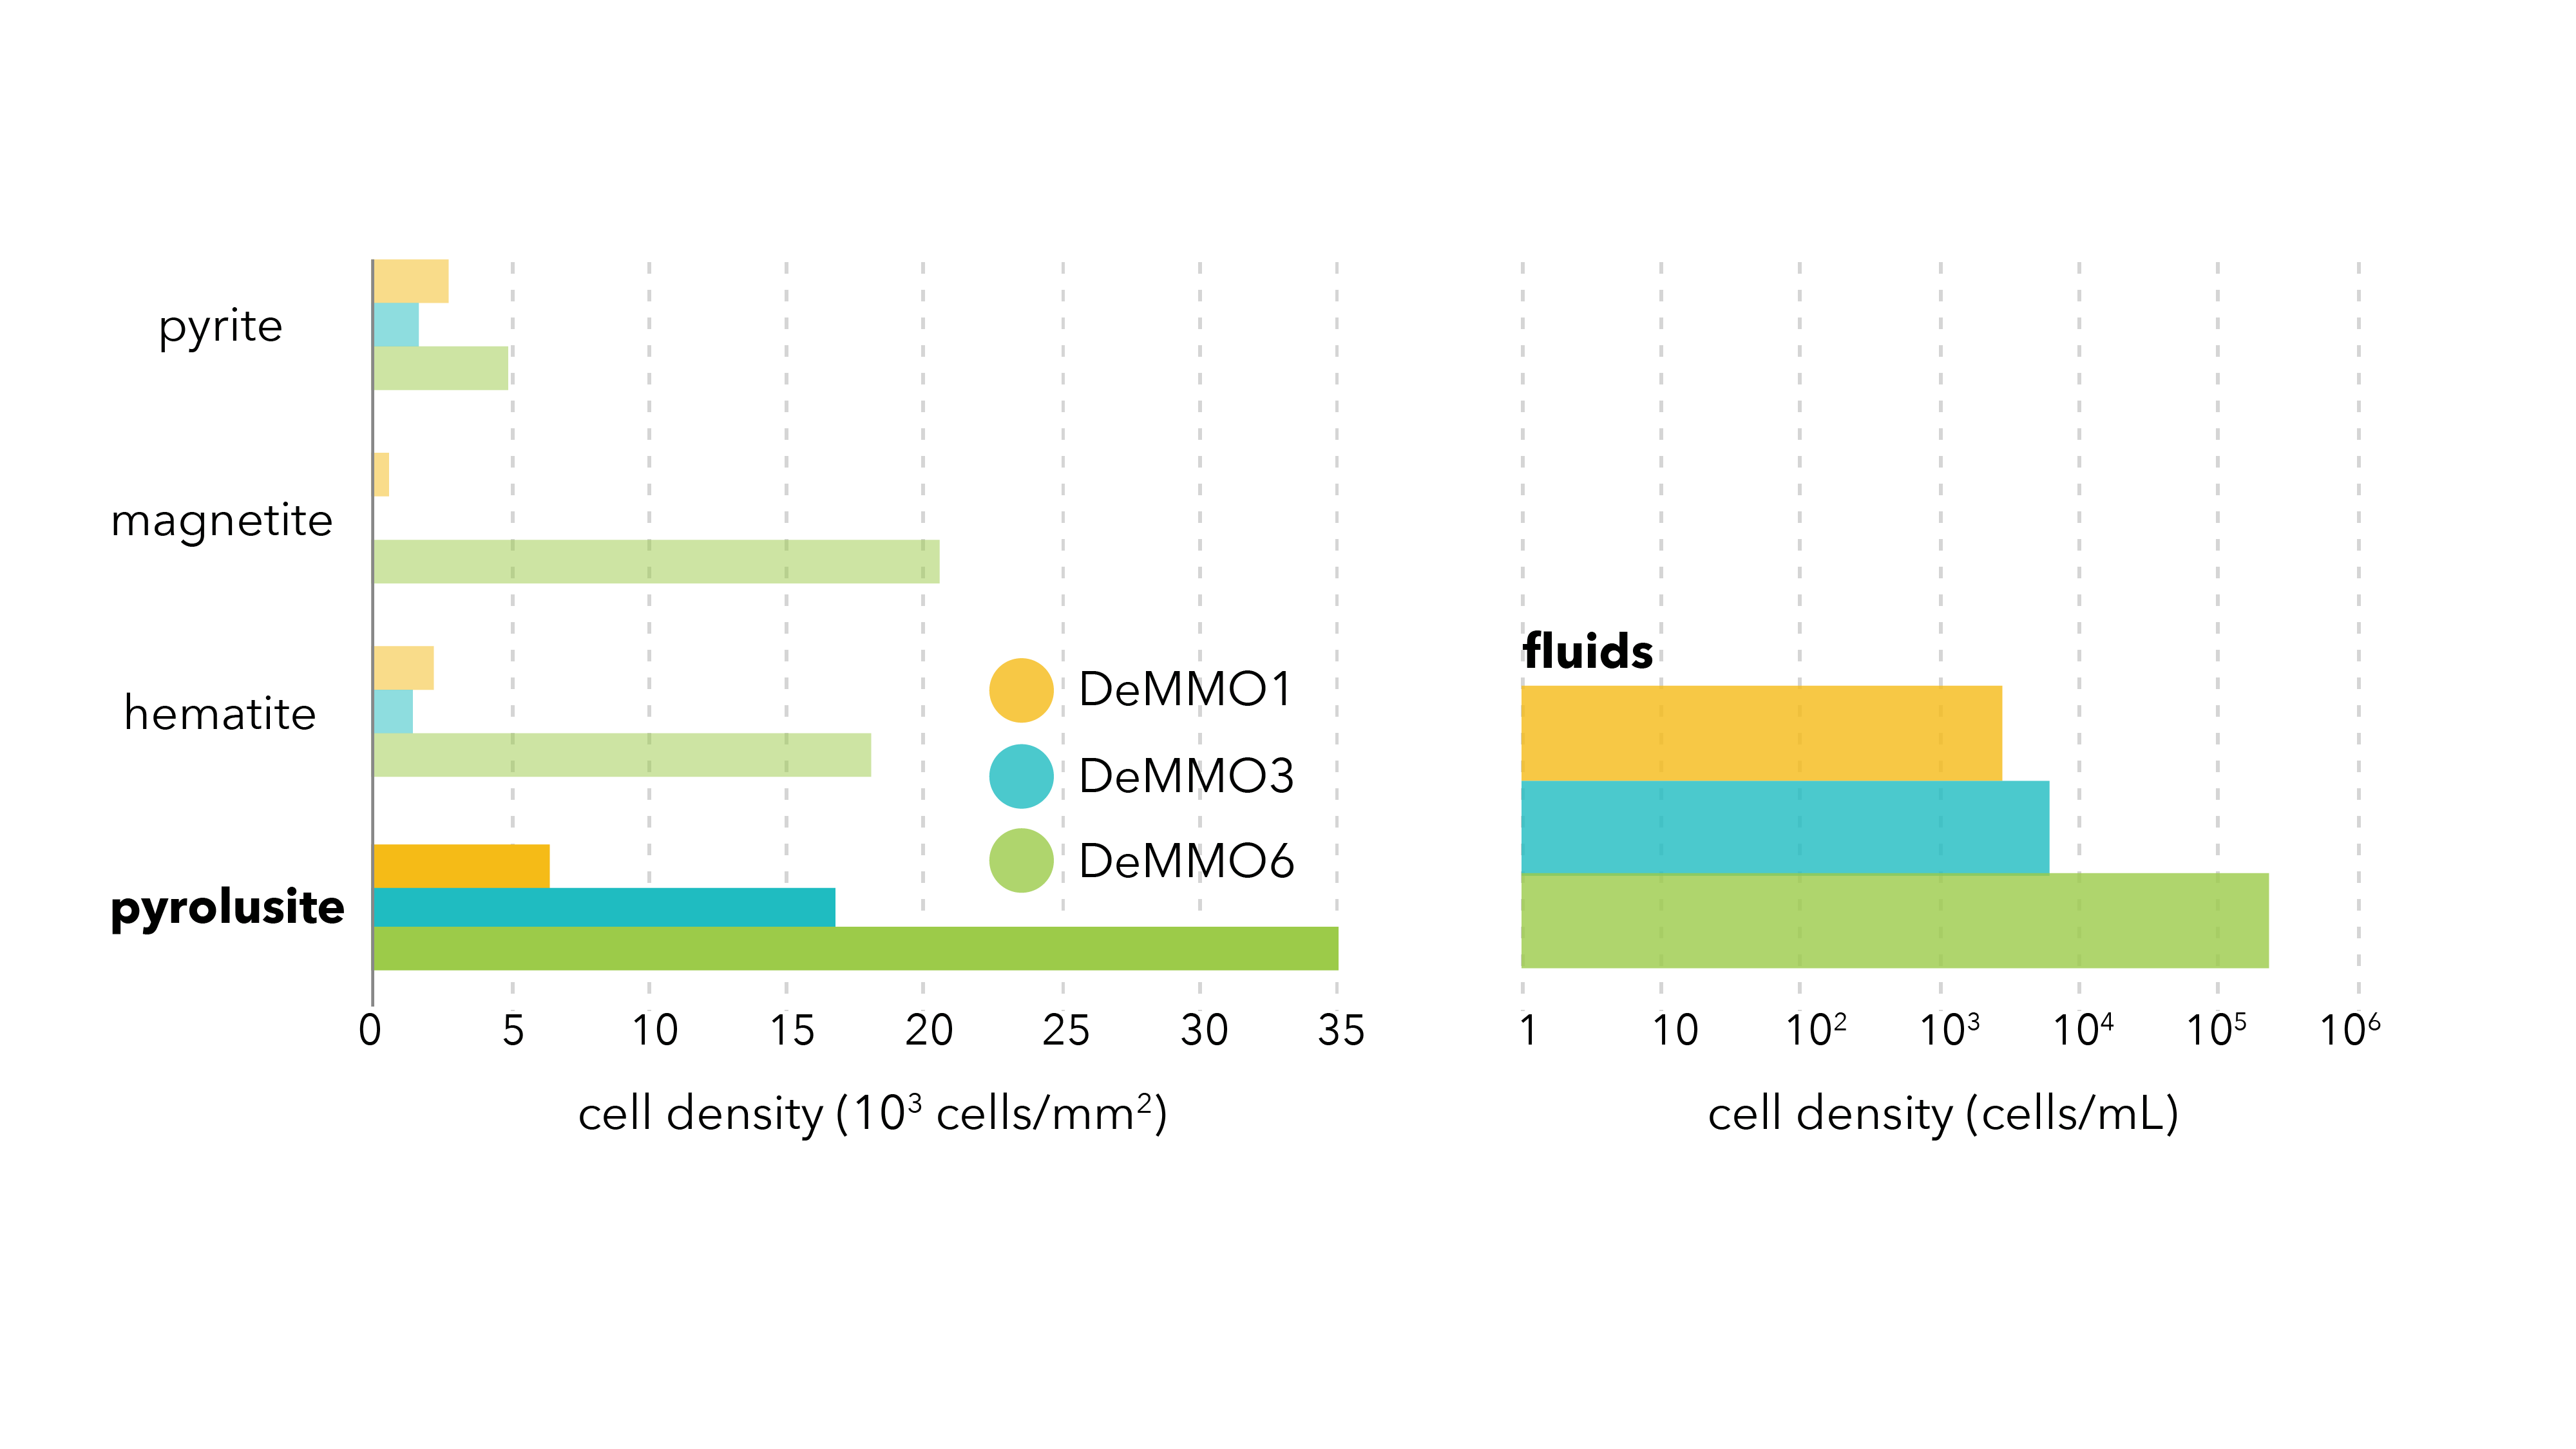 pyrite
magnetite
hematite
pyrolusite
0 5 10 15 20 25 30 35
cell density (10³ cells/mm²)
DeMMO1
DeMMO3
DeMMO6
fluids
1 10 10² 10³ 10⁴ 10⁵ 10⁶
cell density (cells/mL)